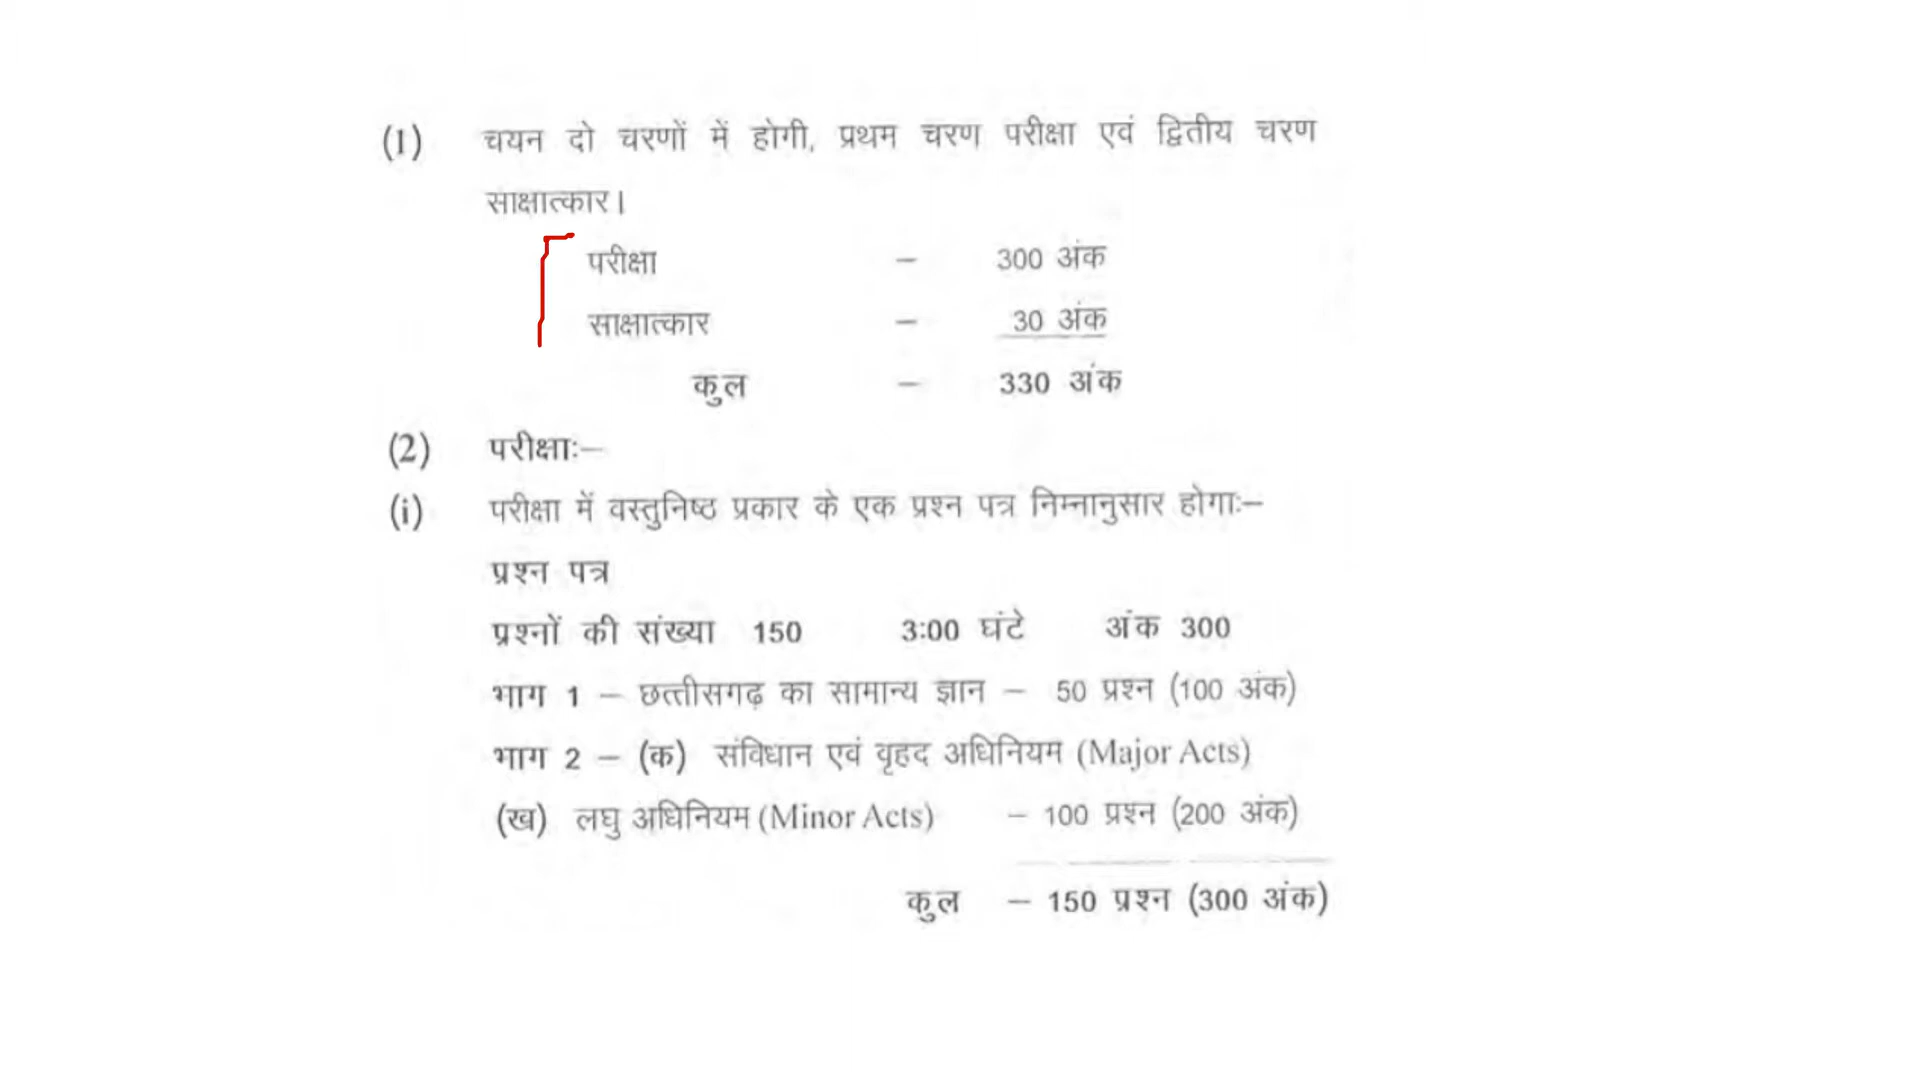 (1) चयन दो चरणों में होगी, प्रथम चरण परीक्षा एवं द्वितीय चरण
साक्षात्कार।
परीक्षा – 300 अंक
साक्षात्कार – 30 अंक
कुल – 330 अंक
(2) परीक्षाः–
(i) परीक्षा में वस्तुनिष्ठ प्रकार के एक प्रश्न पत्र निम्नानुसार होगाः–
प्रश्न पत्र
प्रश्नों की संख्या 150 3:00 घंटे अंक 300
भाग 1 – छत्तीसगढ़ का सामान्य ज्ञान – 50 प्रश्न (100 अंक)
भाग 2 – (क) संविधान एवं वृहद अधिनियम (Major Acts)
(ख) लघु अधिनियम (Minor Acts) – 100 प्रश्न (200 अंक)
कुल – 150 प्रश्न (300 अंक)